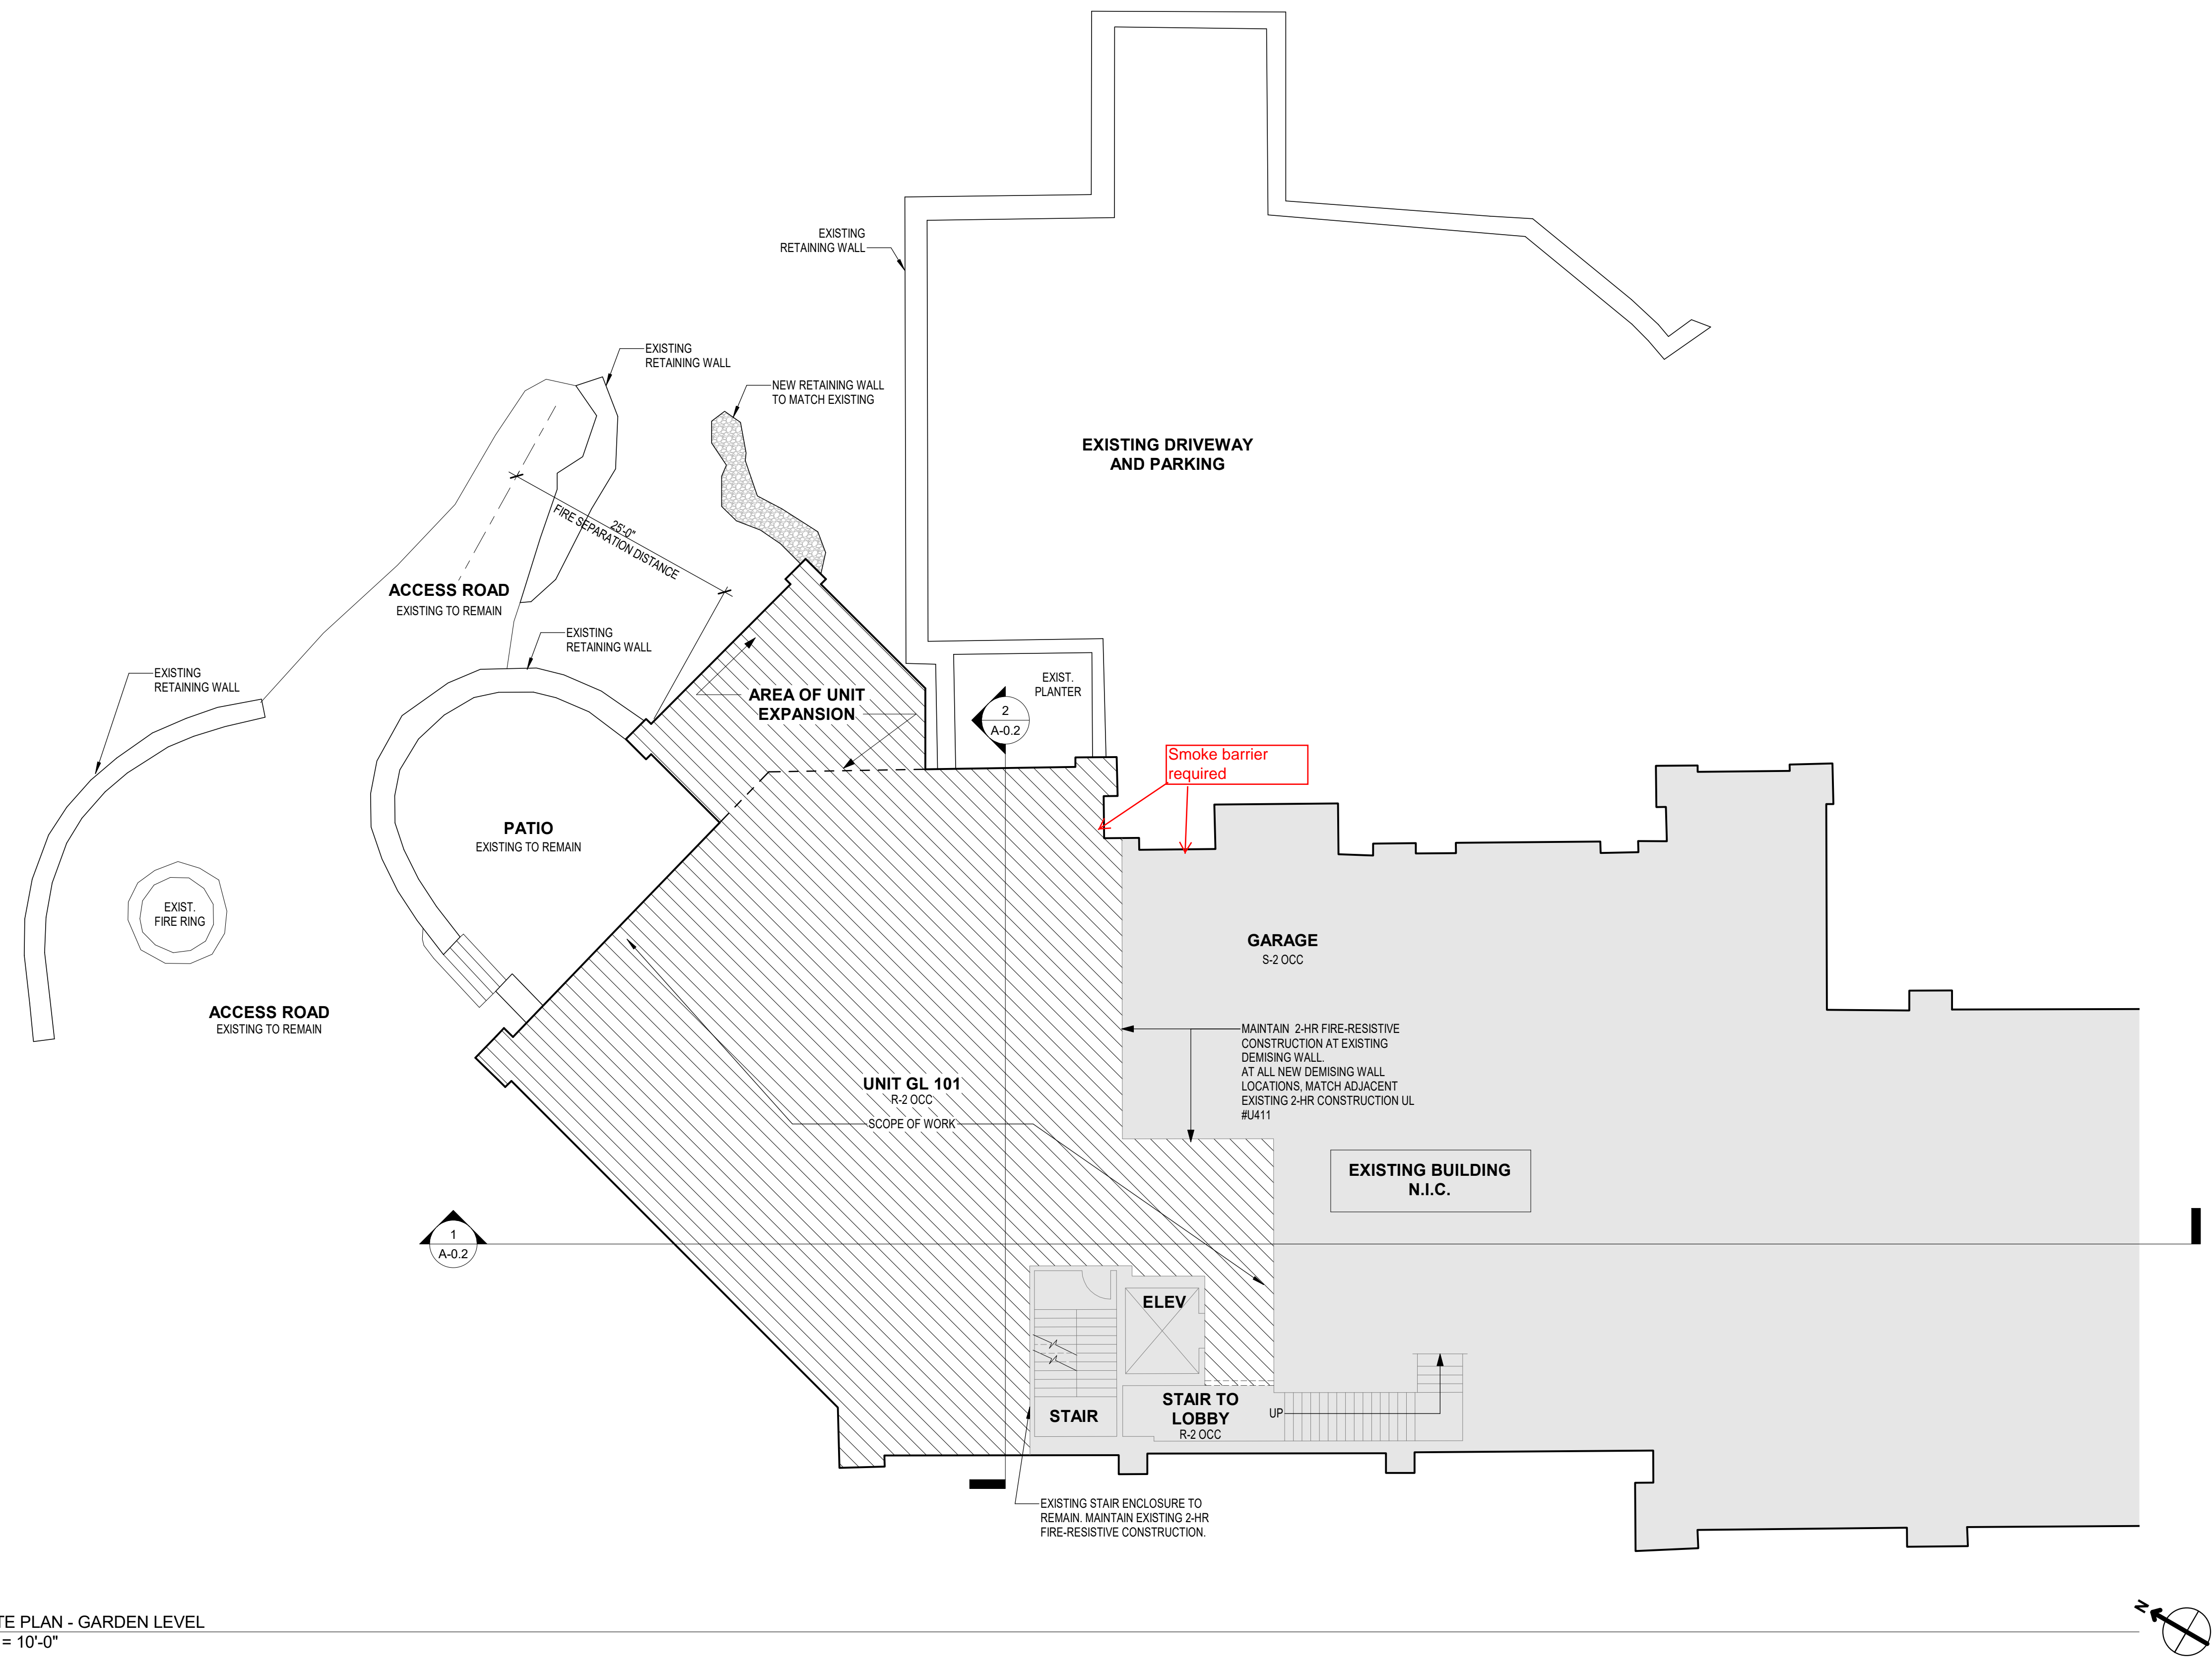 EXISTING
RETAINING WALL
EXISTING
RETAINING WALL
NEW RETAINING WALL
TO MATCH EXISTING
EXISTING DRIVEWAY
AND PARKING
25'-0"
FIRE SEPARATION DISTANCE
ACCESS ROAD
EXISTING TO REMAIN
EXISTING
RETAINING WALL
EXISTING
RETAINING WALL
AREA OF UNIT
EXPANSION
EXIST.
PLANTER
2
A-0.2
Smoke barrier
required
PATIO
EXISTING TO REMAIN
EXIST.
FIRE RING
GARAGE
S-2 OCC
ACCESS ROAD
EXISTING TO REMAIN
MAINTAIN 2-HR FIRE-RESISTIVE
CONSTRUCTION AT EXISTING
DEMISING WALL.
AT ALL NEW DEMISING WALL
LOCATIONS, MATCH ADJACENT
EXISTING 2-HR CONSTRUCTION UL
#U411
UNIT GL 101
R-2 OCC
SCOPE OF WORK
EXISTING BUILDING
N.I.C.
1
A-0.2
ELEV
STAIR
STAIR TO
LOBBY
R-2 OCC
UP
EXISTING STAIR ENCLOSURE TO
REMAIN. MAINTAIN EXISTING 2-HR
FIRE-RESISTIVE CONSTRUCTION.
TE PLAN - GARDEN LEVEL
= 10'-0"
N